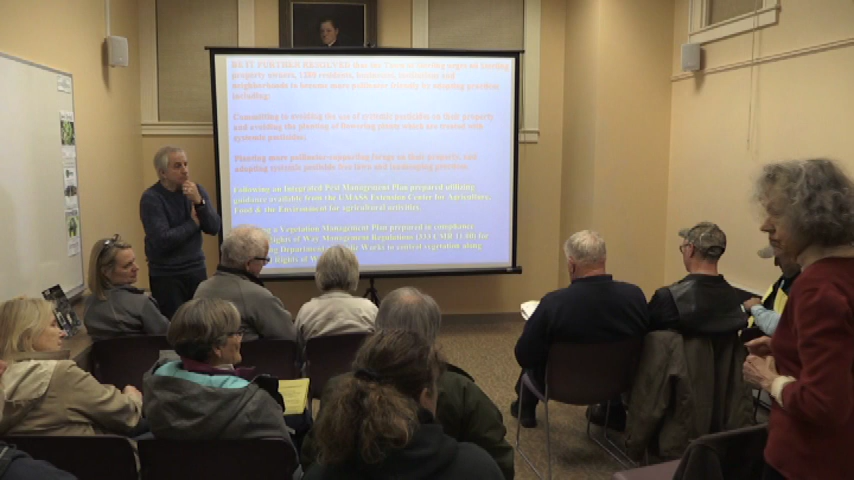 BE IT FURTHER RESOLVED that the Town of urges all
property owners, residents, businesses, institutions and
neighborhoods to become more pollinator friendly by adopting practices
including:
Committing to avoiding the use of systemic pesticides on their property
and avoiding the planting of flowering plants which are treated with
systemic pesticides;
Planting more pollinator-supporting forage on their property, and
adopting systemic pesticide free lawn and landscaping practices.
Following an Integrated Pest Management Plan prepared utilizing
guidance available from the UMASS Extension Center for Agriculture,
Food & the Environment for agricultural activities.
a Vegetation Management Plan prepared in compliance
Rights of Way Management Regulations (333 CMR 11.00) for
Department Works to control vegetation along
Rights of W